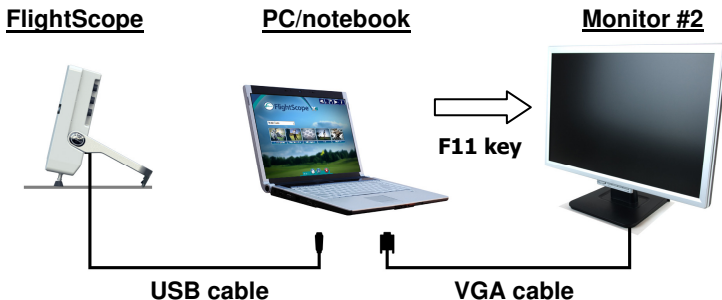 FlightScope
PC/notebook
Monitor #2
FlightScope
F11 key
USB cable
VGA cable